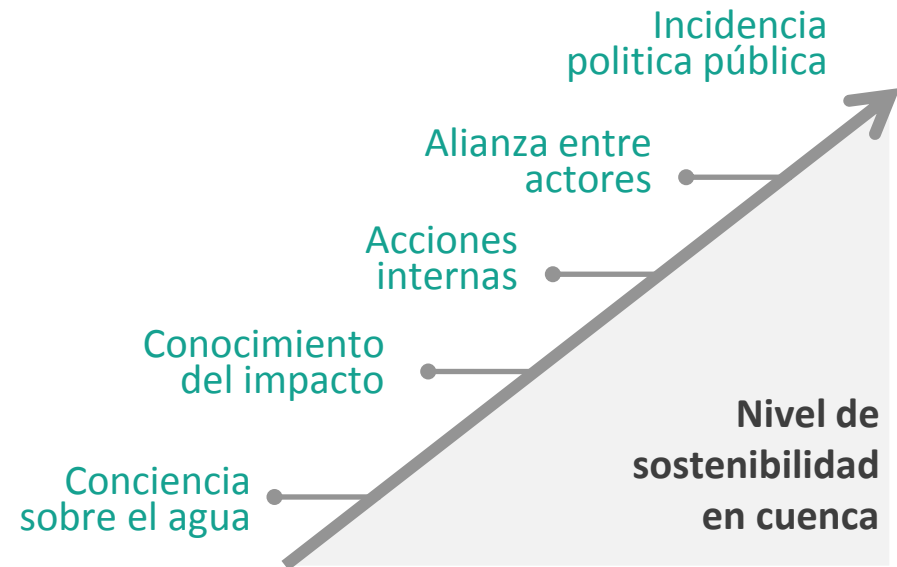 Incidencia
politica pública
Alianza entre
actores
Acciones
internas
Conocimiento
del impacto
Nivel de
sostenibilidad
en cuenca
Conciencia
sobre el agua